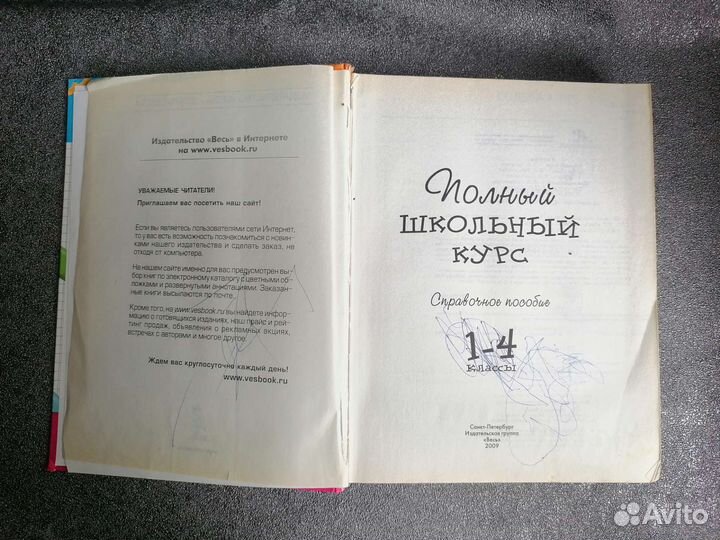 Издательство «Весь» в Интернете
на www.vesbook.ru
УВАЖАЕМЫЕ ЧИТАТЕЛИ!
Приглашаем вас посетить наш сайт!
Если вы являетесь пользователями сети Интернет,
то у вас есть возможность познакомиться с новин-
ками нашего издательства и сделать заказ, не
отходя от компьютера.
На нашем сайте именно для вас предусмотрен вы-
бор книг по электронному каталогу с цветными об-
ложками и развернутыми аннотациями. Заказан-
ные книги высылаются по почте.
Кроме того, на www.vesbook.ru вы найдете инфор-
мацию о готовящихся изданиях, наш прайс и рей-
тинг продаж, объявления о рекламных акциях,
встречах с авторами и многое другое.
Ждем вас круглосуточно каждый день!
www.vesbook.ru
Полный
ШКОЛЬНЫЙ
КУРС
Справочное пособие
1-4
классы
Санкт-Петербург
Издательская группа
«Весь»
2009
Avito